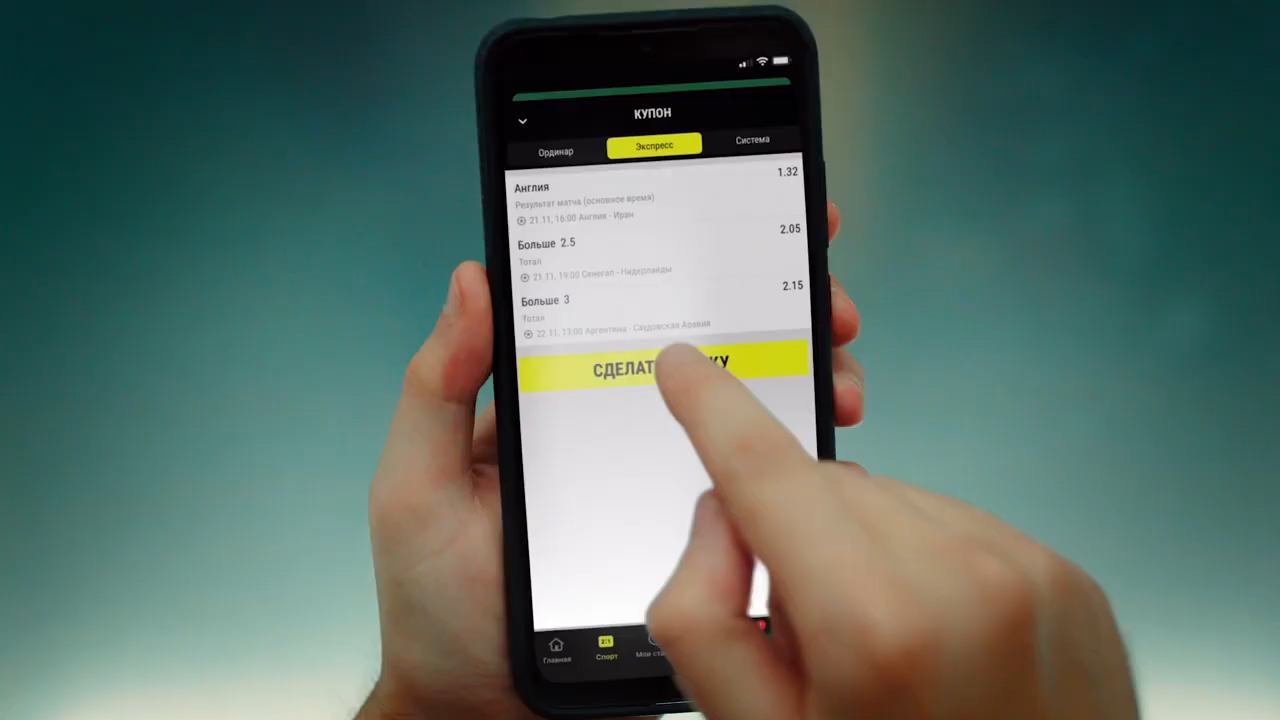 КУПОН
Ординар
Экспресс
Система
Англия 1.32
Результат матча (основное время)
21.11, 16:00 Англия - Иран
Больше 2.5 2.05
Тотал
21.11, 19:00 Сенегал - Нидерланды
Больше 3 2.15
Тотал
22.11, 13:00 Аргентина - Саудовская Аравия
Главная
Спорт
Мои